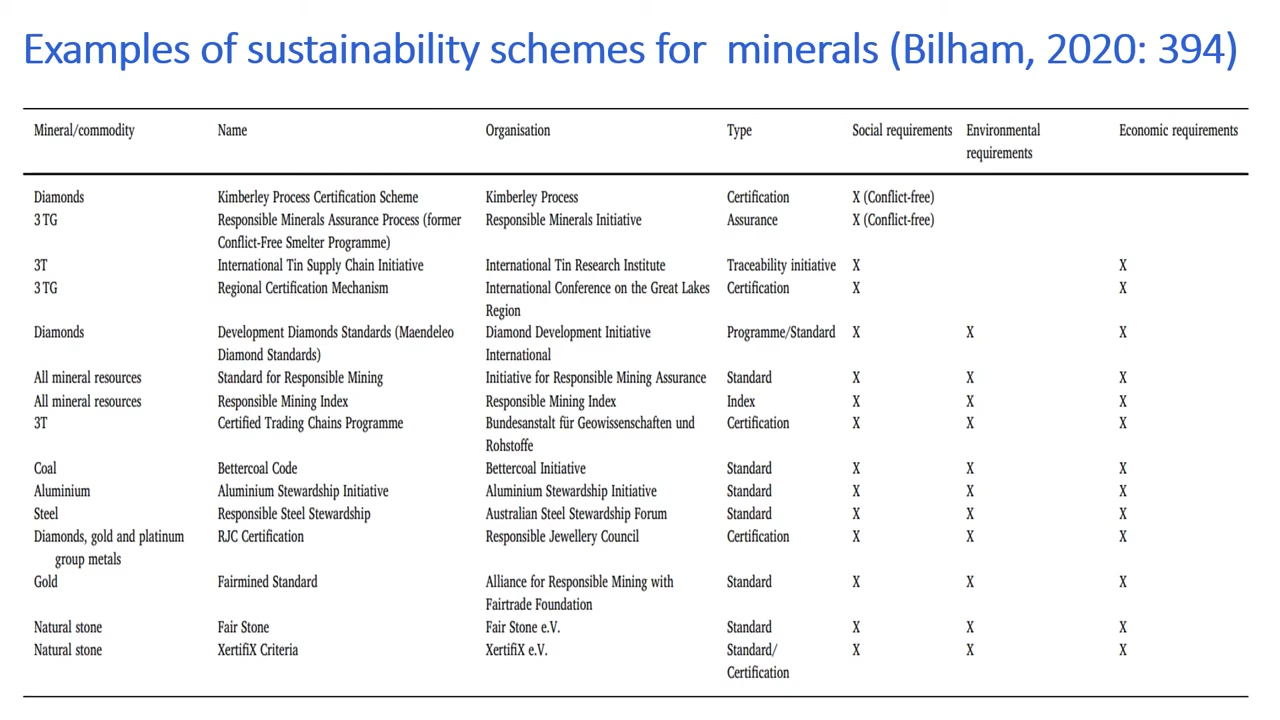 Examples of sustainability schemes for minerals (Bilham, 2020: 394)
Mineral/commodity Name Organisation Type Social requirements Environmental requirements Economic requirements
Diamonds Kimberley Process Certification Scheme Kimberley Process Certification X (Conflict-free)
3 TG Responsible Minerals Assurance Process (former Responsible Minerals Initiative Assurance X (Conflict-free)
Conflict-Free Smelter Programme)
3T International Tin Supply Chain Initiative International Tin Research Institute Traceability initiative X X
3 TG Regional Certification Mechanism International Conference on the Great Lakes Certification X X
Region
Diamonds Development Diamonds Standards (Maendeleo Diamond Development Initiative Programme/Standard X X X
Diamond Standards) International
All mineral resources Standard for Responsible Mining Initiative for Responsible Mining Assurance Standard X X X
All mineral resources Responsible Mining Index Responsible Mining Index Index X X X
3T Certified Trading Chains Programme Bundesanstalt für Geowissenschaften und Certification X X X
Rohstoffe
Coal Bettercoal Code Bettercoal Initiative Standard X X X
Aluminium Aluminium Stewardship Initiative Aluminium Stewardship Initiative Standard X X X
Steel Responsible Steel Stewardship Australian Steel Stewardship Forum Standard X X X
Diamonds, gold and platinum RJC Certification Responsible Jewellery Council Certification X X X
group metals
Gold Fairmined Standard Alliance for Responsible Mining with Standard X X X
Fairtrade Foundation
Natural stone Fair Stone Fair Stone e.V. Standard X X X
Natural stone XertifiX Criteria XertifiX e.V. Standard/ X X X
Certification